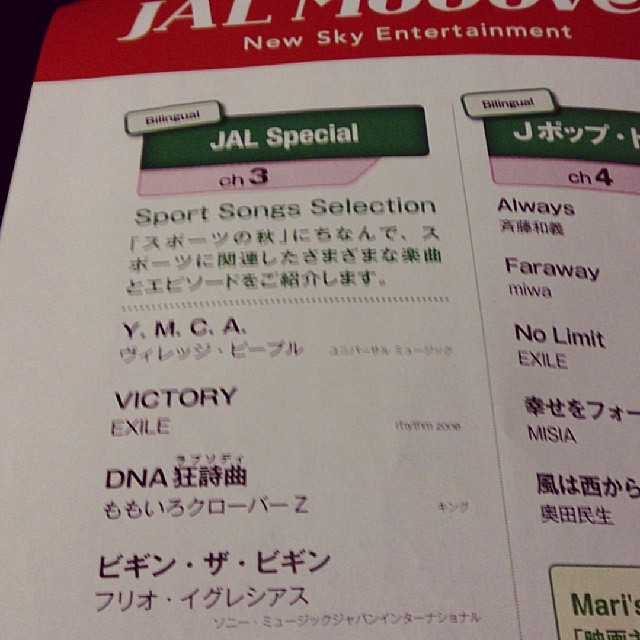 JAL Mooove
New Sky Entertainment
Bilingual
JAL Special
ch 3
Sport Songs Selection
「スポーツの秋」にちなんで、ス
ポーツに関連したさまざまな楽曲
とエピソードをご紹介します。
Y. M. C. A.
ヴィレッジ・ピープル ユニバーサル ミュージック
VICTORY
EXILE rhythm zone
ラプソディ
DNA 狂詩曲
ももいろクローバーZ キング
ビギン・ザ・ビギン
フリオ・イグレシアス
ソニー・ミュージックジャパンインターナショナル
Bilingual
Jポップ・
ch 4
Always
斉藤和義
Faraway
miwa
No Limit
EXILE
幸せをフォー
MISIA
風は西から
奥田民生
Mari's
「映画